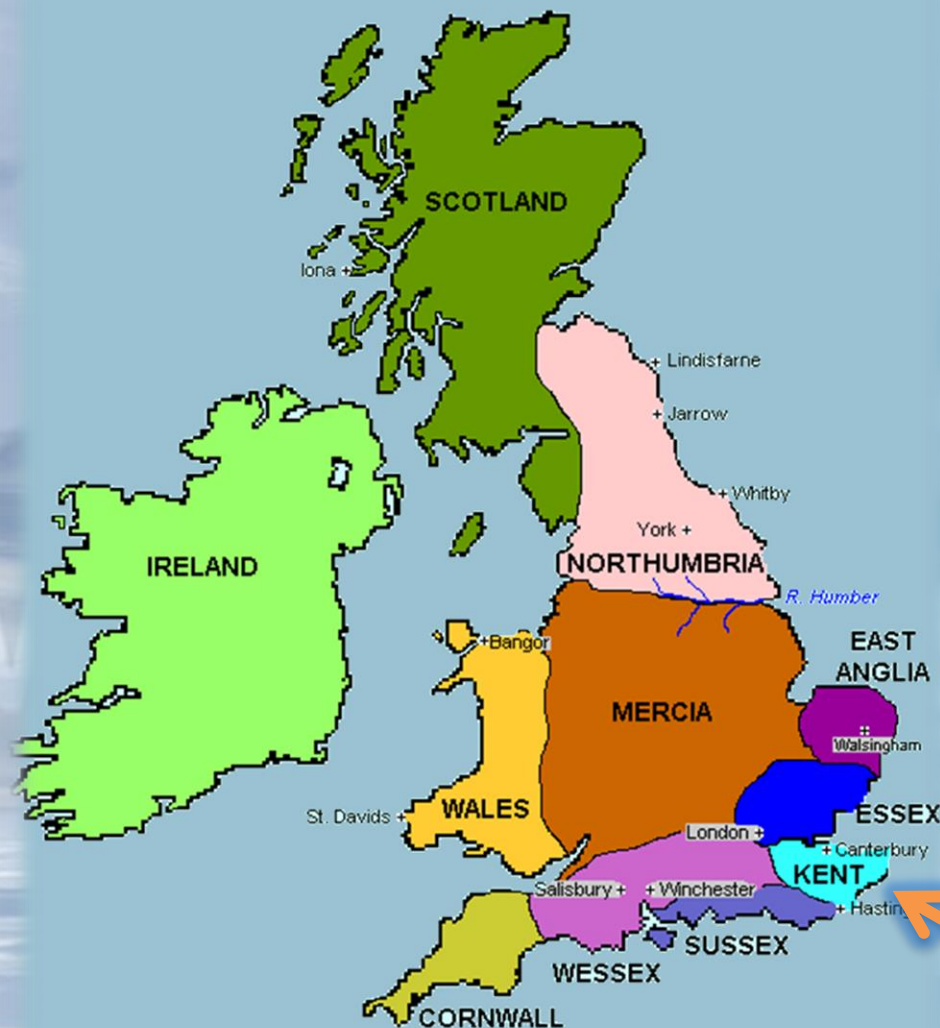 SCOTLAND
Iona
Lindisfarne
Jarrow
Whitby
York
IRELAND
NORTHUMBRIA
R. Humber
EAST
ANGLIA
Bangor
MERCIA
Walsingham
St. Davids
WALES
ESSEX
London
Canterbury
KENT
Salisbury
Winchester
SUSSEX
WESSEX
CORNWALL